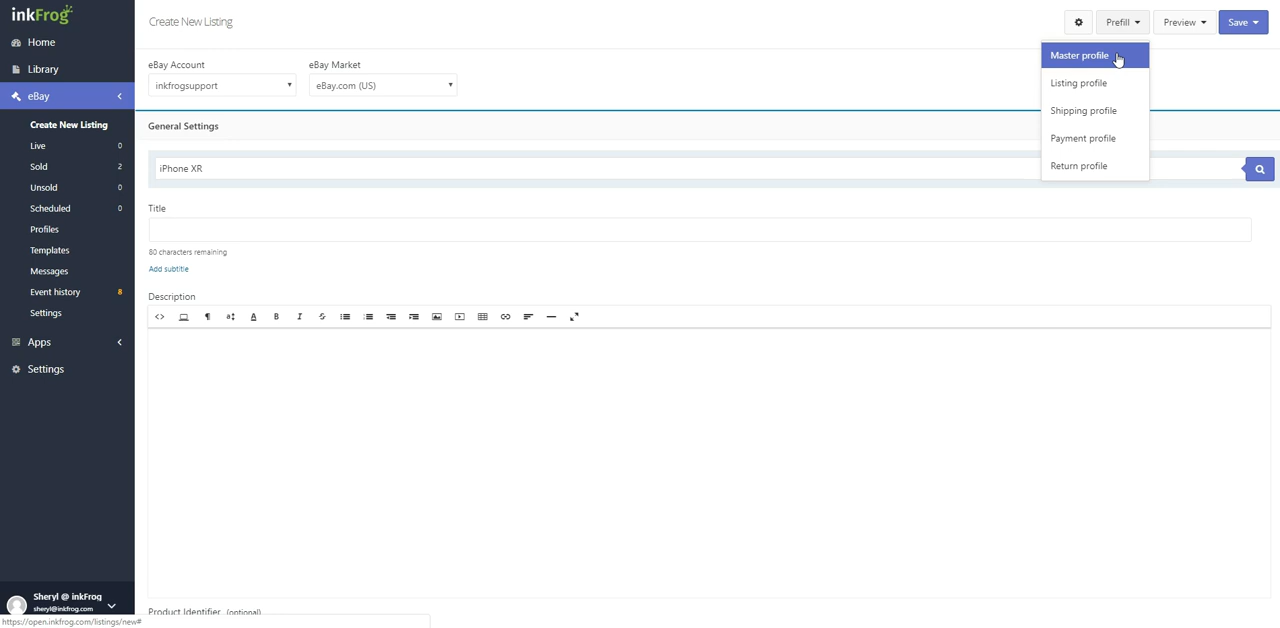 inkFrog
Create New Listing
Prefill
Preview
Save
Home
Library
eBay
Create New Listing
Live 0
Sold 2
Unsold 0
Scheduled 0
Profiles
Templates
Messages
Event history 8
Settings
Apps
Settings
Sheryl @ inkFrog
sheryl@inkfrog.com
https://open.inkfrog.com/listings/new#
Master profile
Listing profile
Shipping profile
Payment profile
Return profile
eBay Account
eBay Market
inkfrogsupport
eBay.com (US)
General Settings
iPhone XR
Title
80 characters remaining
Add subtitle
Description
Product Identifier (optional)